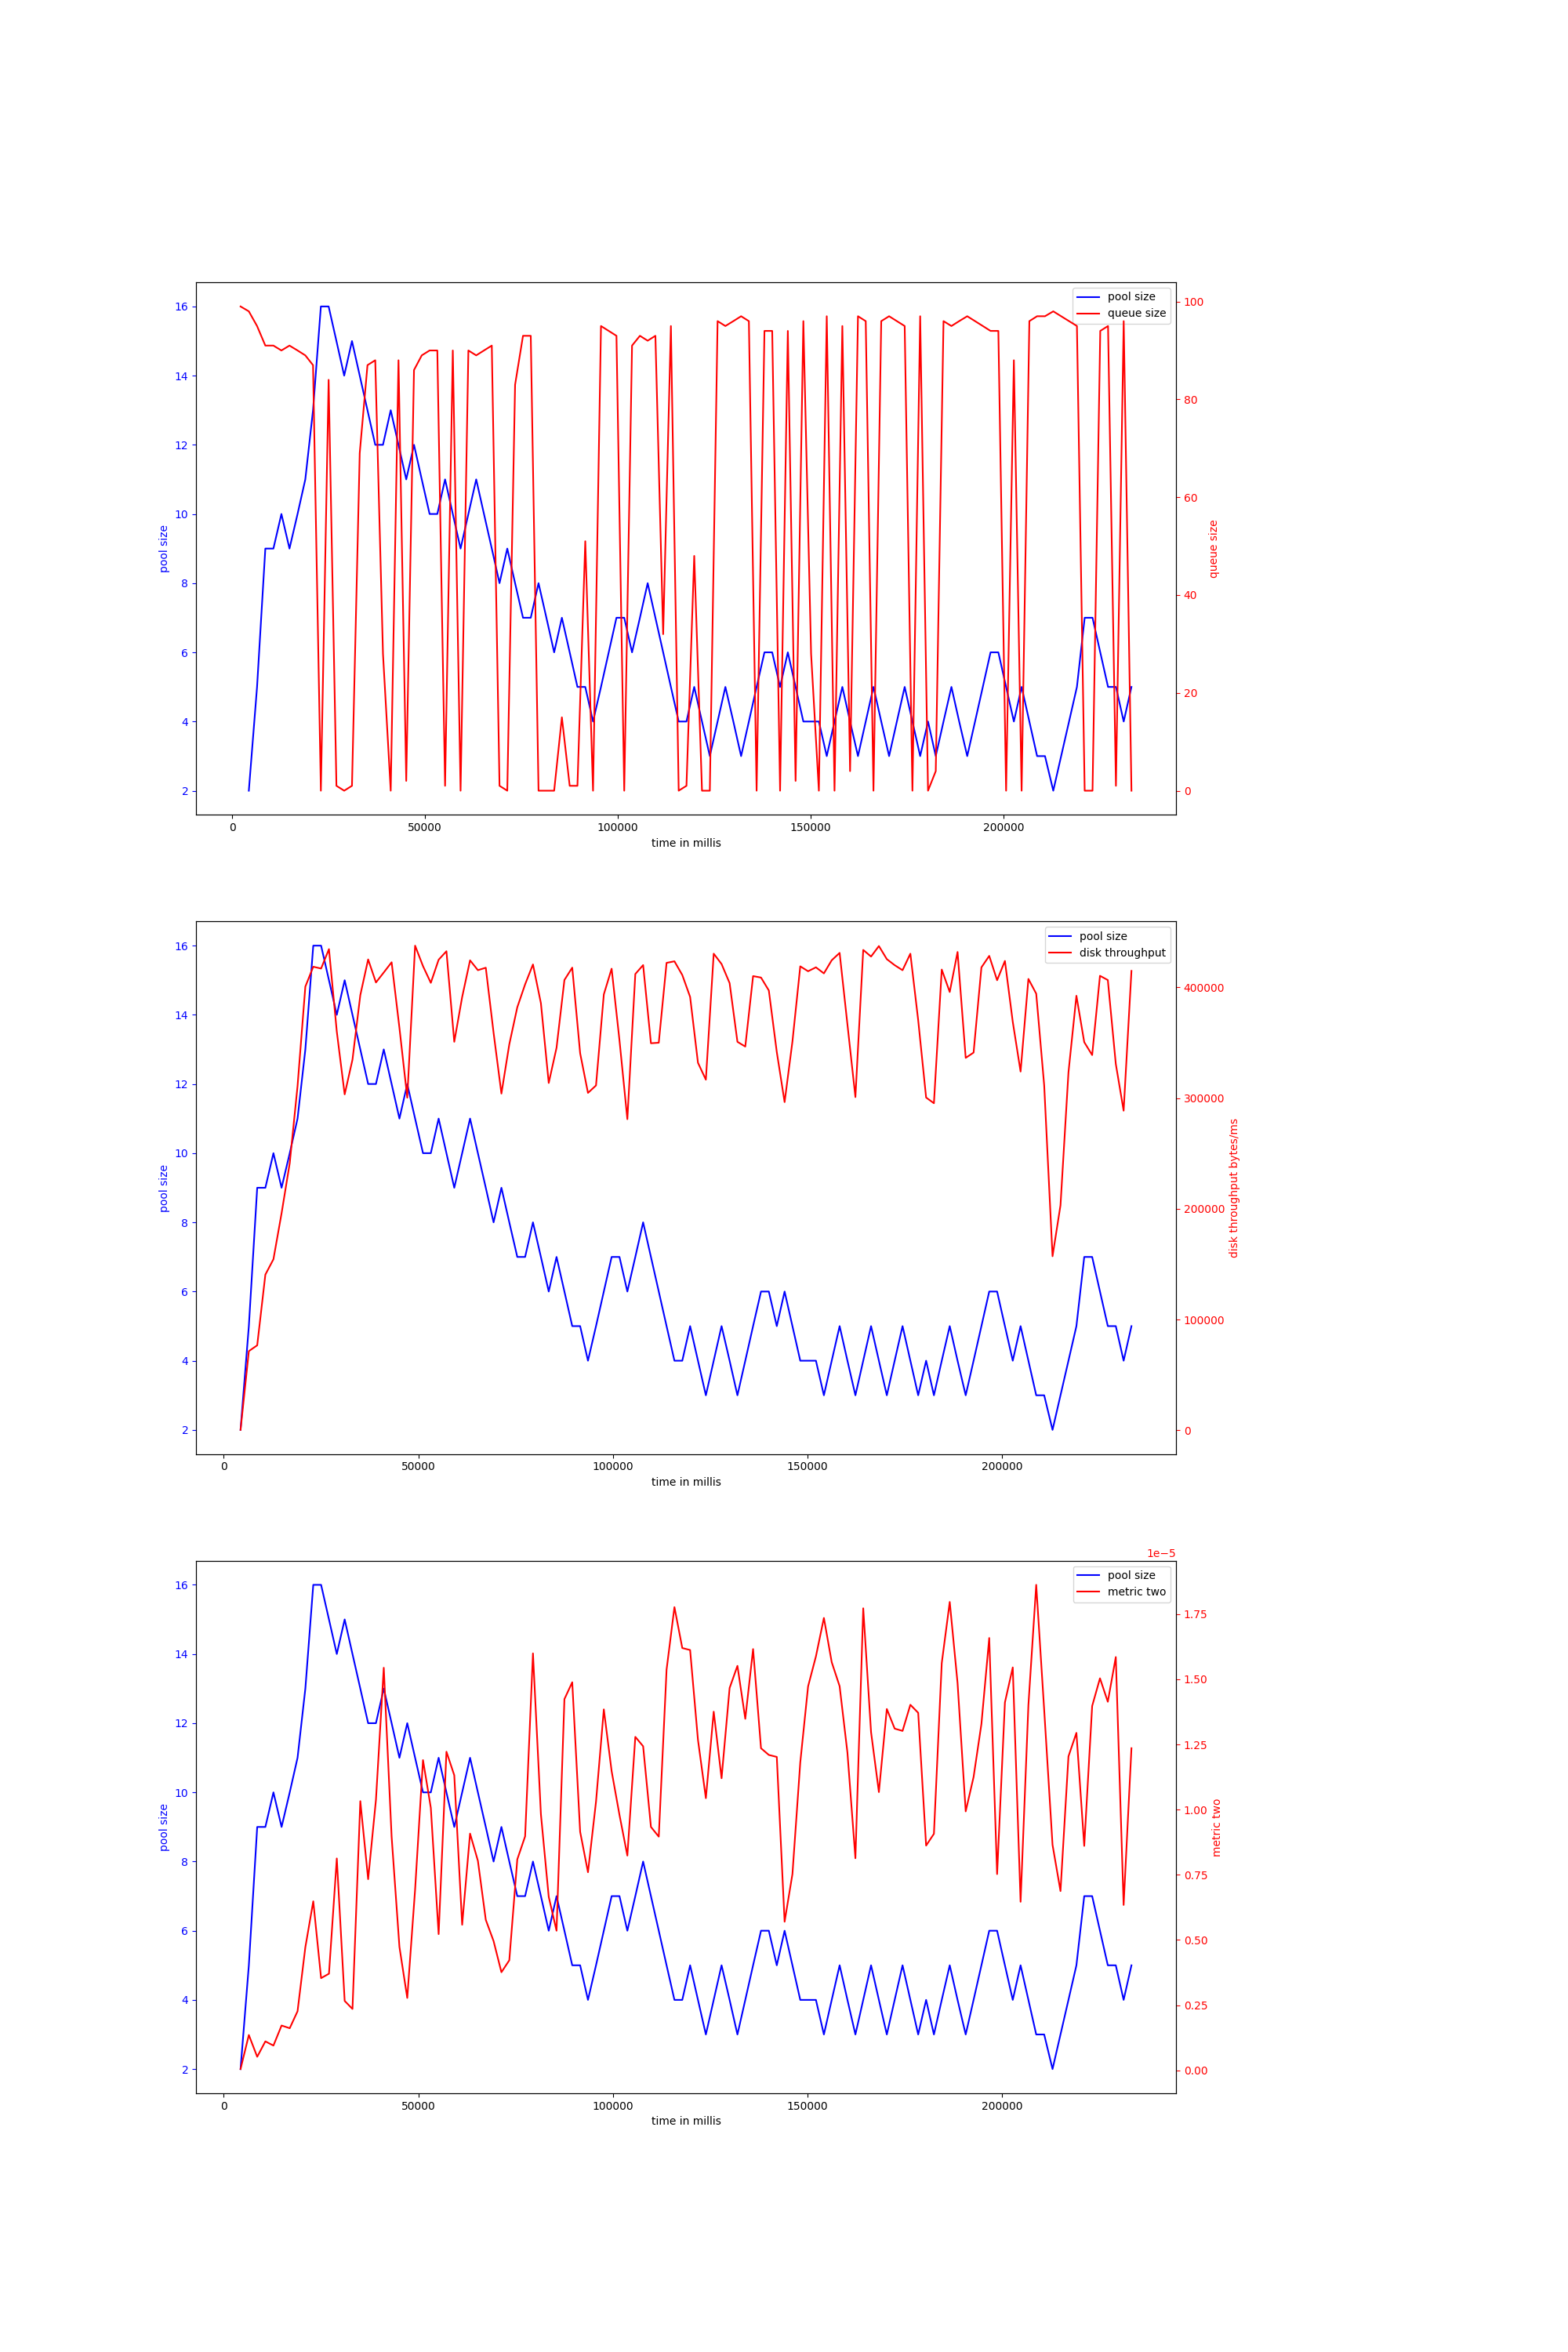 pool size
queue size
16
14
12
10
8
6
4
2
pool size
100
80
60
40
20
0
queue size
0 50000 100000 150000 200000
time in millis
pool size
disk throughput
16
14
12
10
8
6
4
2
pool size
400000
300000
200000
100000
0
disk throughput bytes/ms
0 50000 100000 150000 200000
time in millis
1e−5
pool size
metric two
16
14
12
10
8
6
4
2
pool size
1.75
1.50
1.25
1.00
0.75
0.50
0.25
0.00
metric two
0 50000 100000 150000 200000
time in millis